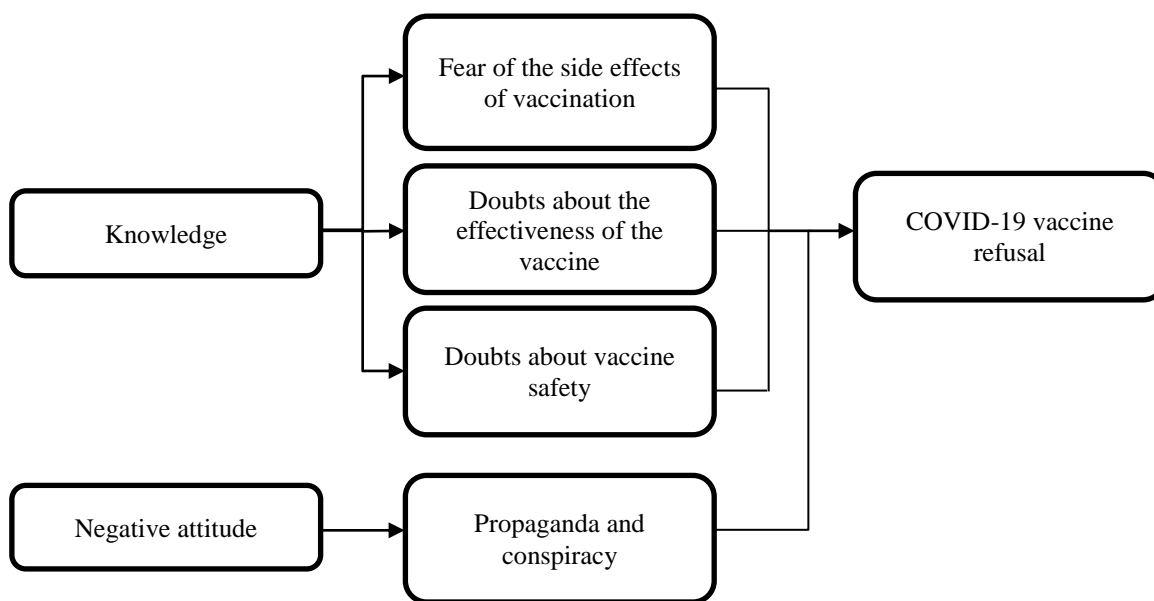 Fear of the side effects
of vaccination
Knowledge
Doubts about the
effectiveness of the
vaccine
COVID-19 vaccine
refusal
Doubts about vaccine
safety
Negative attitude
Propaganda and
conspiracy